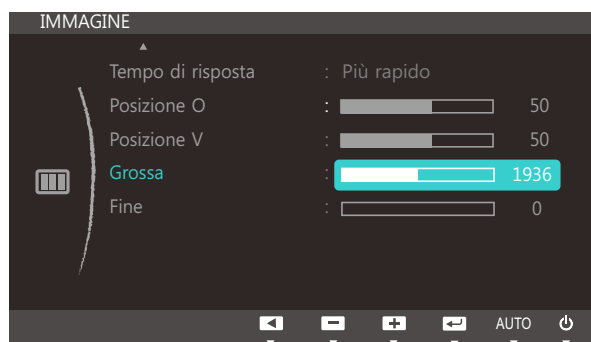 IMMAGINE
Tempo di risposta : Più rapido
Posizione O : 50
Posizione V : 50
Grossa : 1936
Fine : 0
AUTO